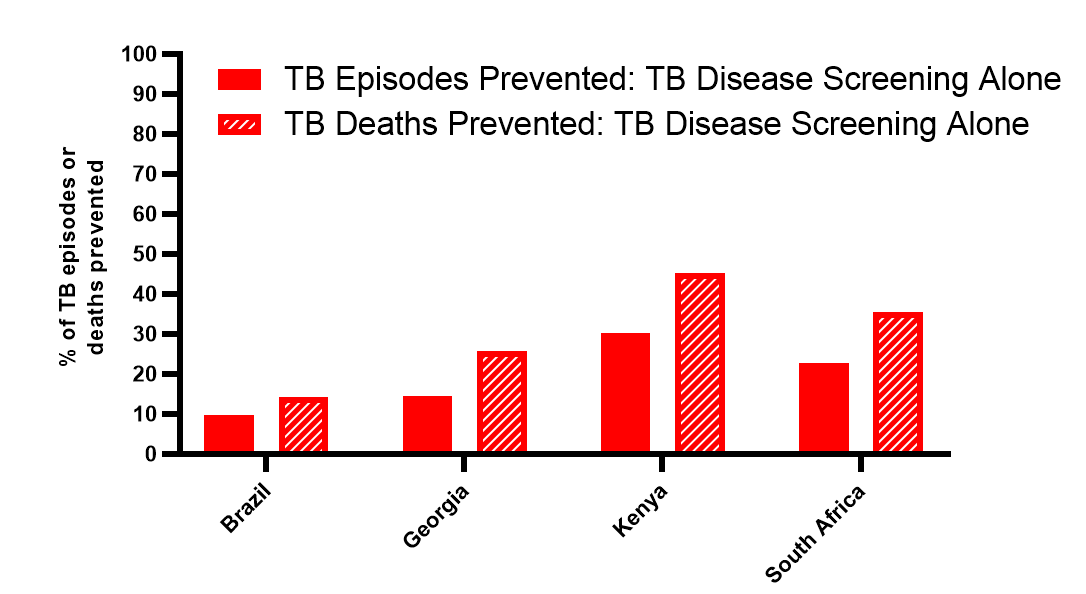 100
90
80
70
60
50
40
30
20
10
0
% of TB episodes or
deaths prevented
TB Episodes Prevented: TB Disease Screening Alone
TB Deaths Prevented: TB Disease Screening Alone
Brazil
Georgia
Kenya
South Africa